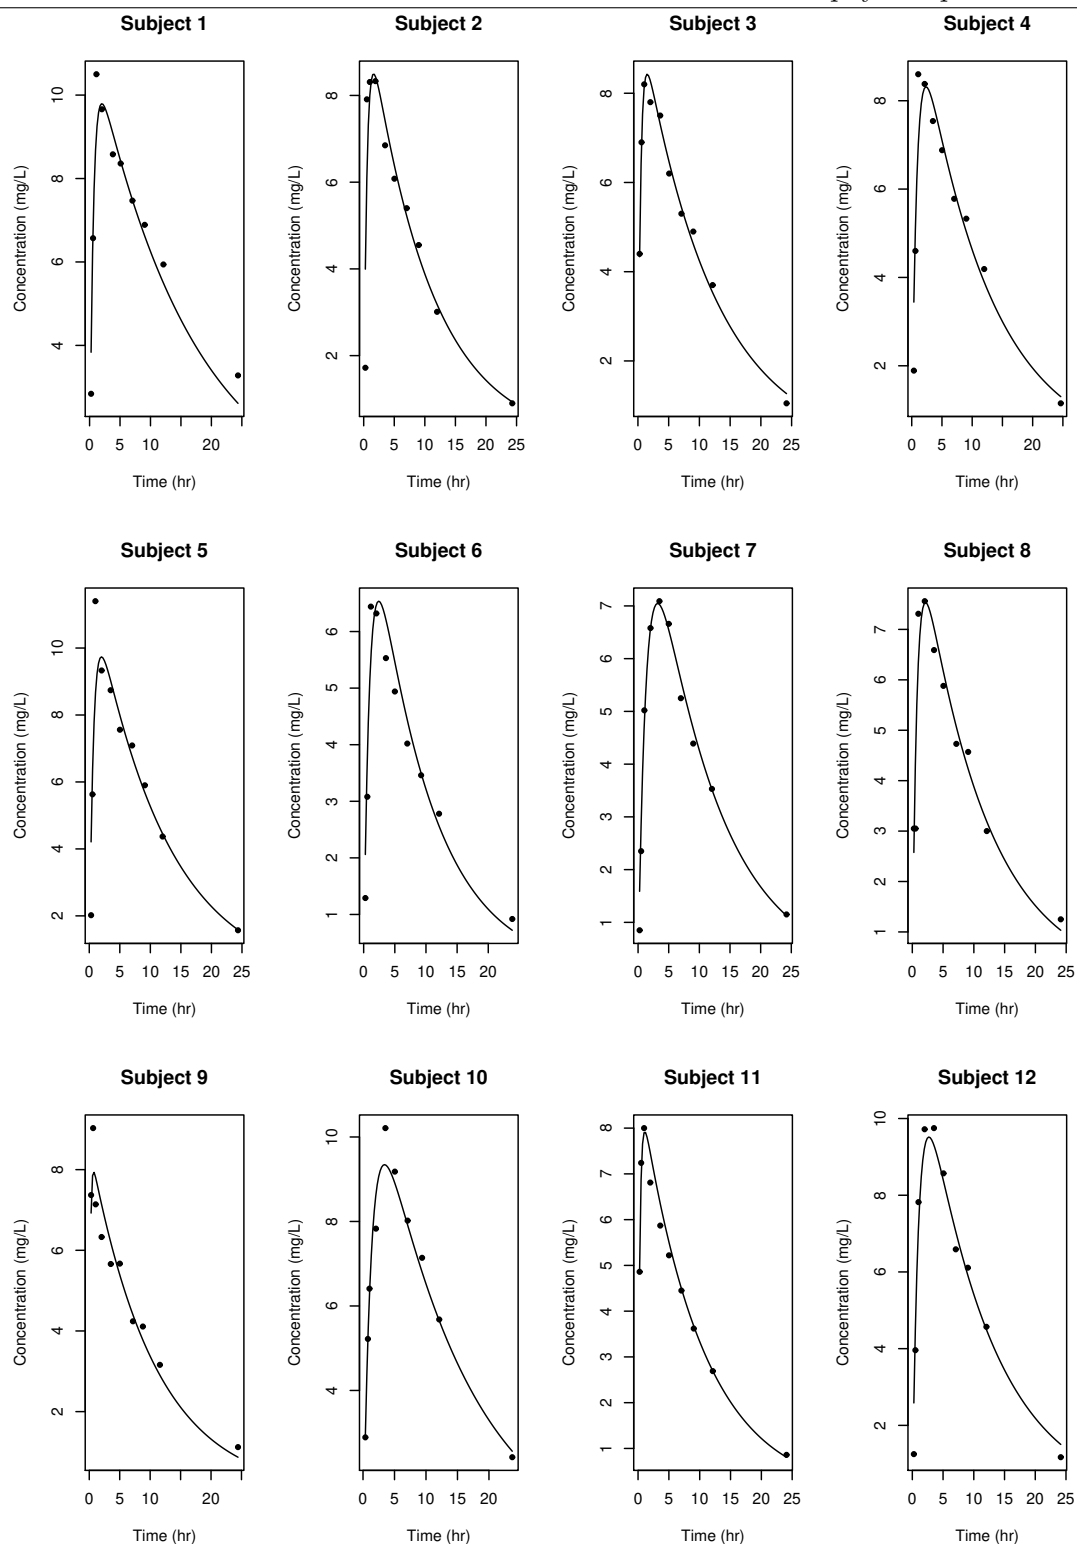 Subject 1 Subject 2 Subject 3 Subject 4
Concentration (mg/L) 4 6 8 10
0 5 10 20
Time (hr)
Concentration (mg/L) 2 4 6 8
0 5 10 15 20 25
Time (hr)
Concentration (mg/L) 2 4 6 8
0 5 10 15 20 25
Time (hr)
Concentration (mg/L) 2 4 6 8
0 5 10 20
Time (hr)
Subject 5 Subject 6 Subject 7 Subject 8
Concentration (mg/L) 2 4 6 8 10
0 5 10 15 20 25
Time (hr)
Concentration (mg/L) 1 2 3 4 5 6
0 5 10 20
Time (hr)
Concentration (mg/L) 1 2 3 4 5 6 7
0 5 10 15 20 25
Time (hr)
Concentration (mg/L) 1 2 3 4 5 6 7
0 5 10 15 20 25
Time (hr)
Subject 9 Subject 10 Subject 11 Subject 12
Concentration (mg/L) 2 4 6 8
0 5 10 20
Time (hr)
Concentration (mg/L) 4 6 8 10
0 5 10 20
Time (hr)
Concentration (mg/L) 1 2 3 4 5 6 7 8
0 5 10 15 20 25
Time (hr)
Concentration (mg/L) 2 4 6 8 10
0 5 10 15 20 25
Time (hr)